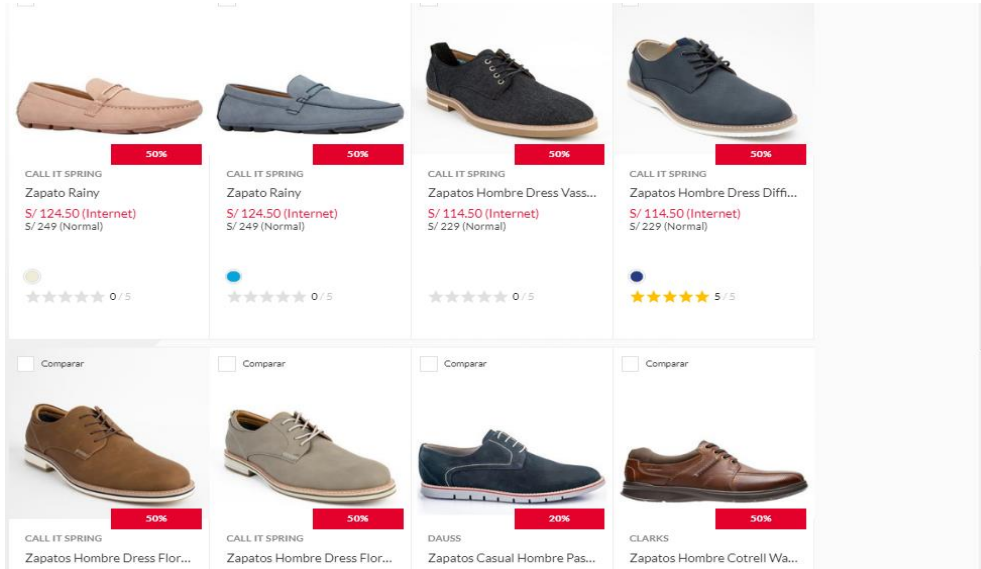 50%
50%
50%
50%
CALL IT SPRING
CALL IT SPRING
CALL IT SPRING
CALL IT SPRING
Zapato Rainy
Zapato Rainy
Zapatos Hombre Dress Vass...
Zapatos Hombre Dress Diffi...
S/ 124.50 (Internet)
S/ 124.50 (Internet)
S/ 114.50 (Internet)
S/ 114.50 (Internet)
S/ 249 (Normal)
S/ 249 (Normal)
S/ 229 (Normal)
S/ 229 (Normal)
0 / 5
0 / 5
0 / 5
5 / 5
Comparar
Comparar
Comparar
Comparar
50%
50%
20%
50%
CALL IT SPRING
CALL IT SPRING
DAUSS
CLARKS
Zapatos Hombre Dress Flor...
Zapatos Hombre Dress Flor...
Zapatos Casual Hombre Pas...
Zapatos Hombre Cotrell Wa...